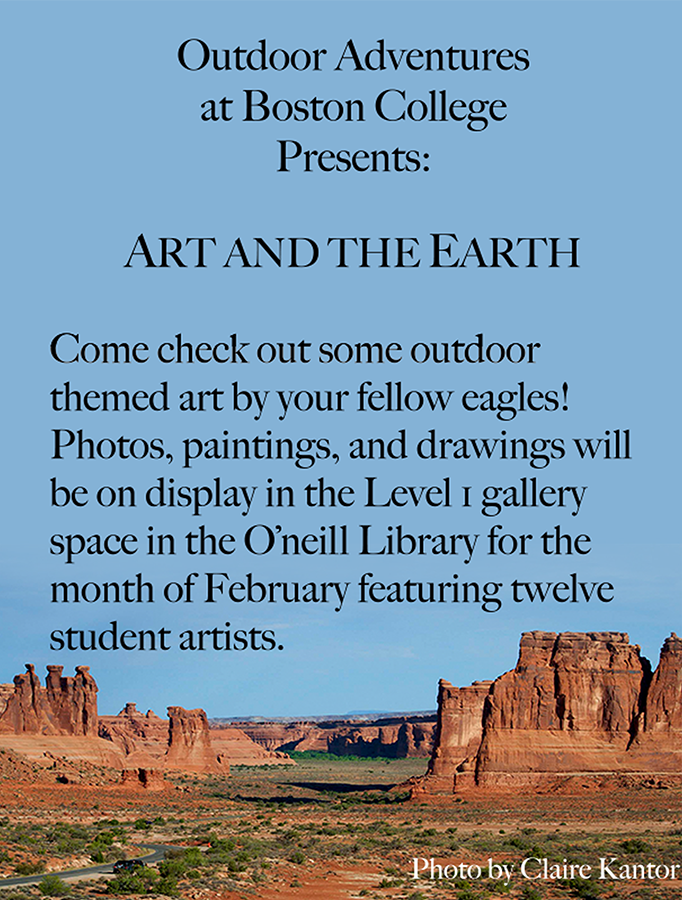 Outdoor Adventures
at Boston College
Presents:
ART AND THE EARTH
Come check out some outdoor
themed art by your fellow eagles!
Photos, paintings, and drawings will
be on display in the Level 1 gallery
space in the O’neill Library for the
month of February featuring twelve
student artists.
Photo by Claire Kantor